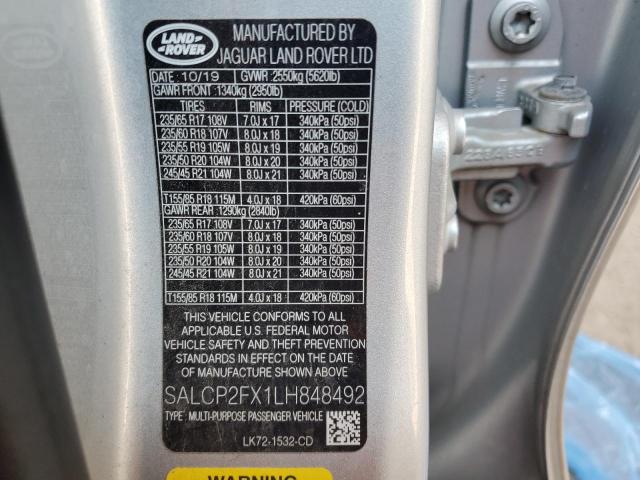 LAND ROVER
MANUFACTURED BY
JAGUAR LAND ROVER LTD
DATE : 10/19 GVWR :2550kg (5620lb)
GAWR FRONT: 1340kg (2950lb)
TIRES RIMS PRESSURE (COLD)
235/65 R17 108V 7.0J x 17 340kPa (50psi)
235/60 R18 107V 8.0J x 18 340kPa (50psi)
235/55 R19 105W 8.0J x 19 340kPa (50psi)
235/50 R20 104W 8.0J x 20 340kPa (50psi)
245/45 R21 104W 8.0J x 21 340kPa (50psi)
T155/85 R18 115M 4.0J x 18 420kPa (60psi)
GAWR REAR :1290kg (2840lb)
235/65 R17 108V 7.0J x 17 340kPa (50psi)
235/60 R18 107V 8.0J x 18 340kPa (50psi)
235/55 R19 105W 8.0J x 19 340kPa (50psi)
235/50 R20 104W 8.0J x 20 340kPa (50psi)
245/45 R21 104W 8.0J x 21 340kPa (50psi)
T155/85 R18 115M 4.0J x 18 420kPa (60psi)
THIS VEHICLE CONFORMS TO ALL
APPLICABLE U.S. FEDERAL MOTOR
VEHICLE SAFETY AND THEFT PREVENTION
STANDARDS IN EFFECT ON THE DATE
OF MANUFACTURE SHOWN ABOVE
SALCP2FX1LH848492
TYPE : MULTI-PURPOSE PASSENGER VEHICLE
LK72-1532-CD
WARNING